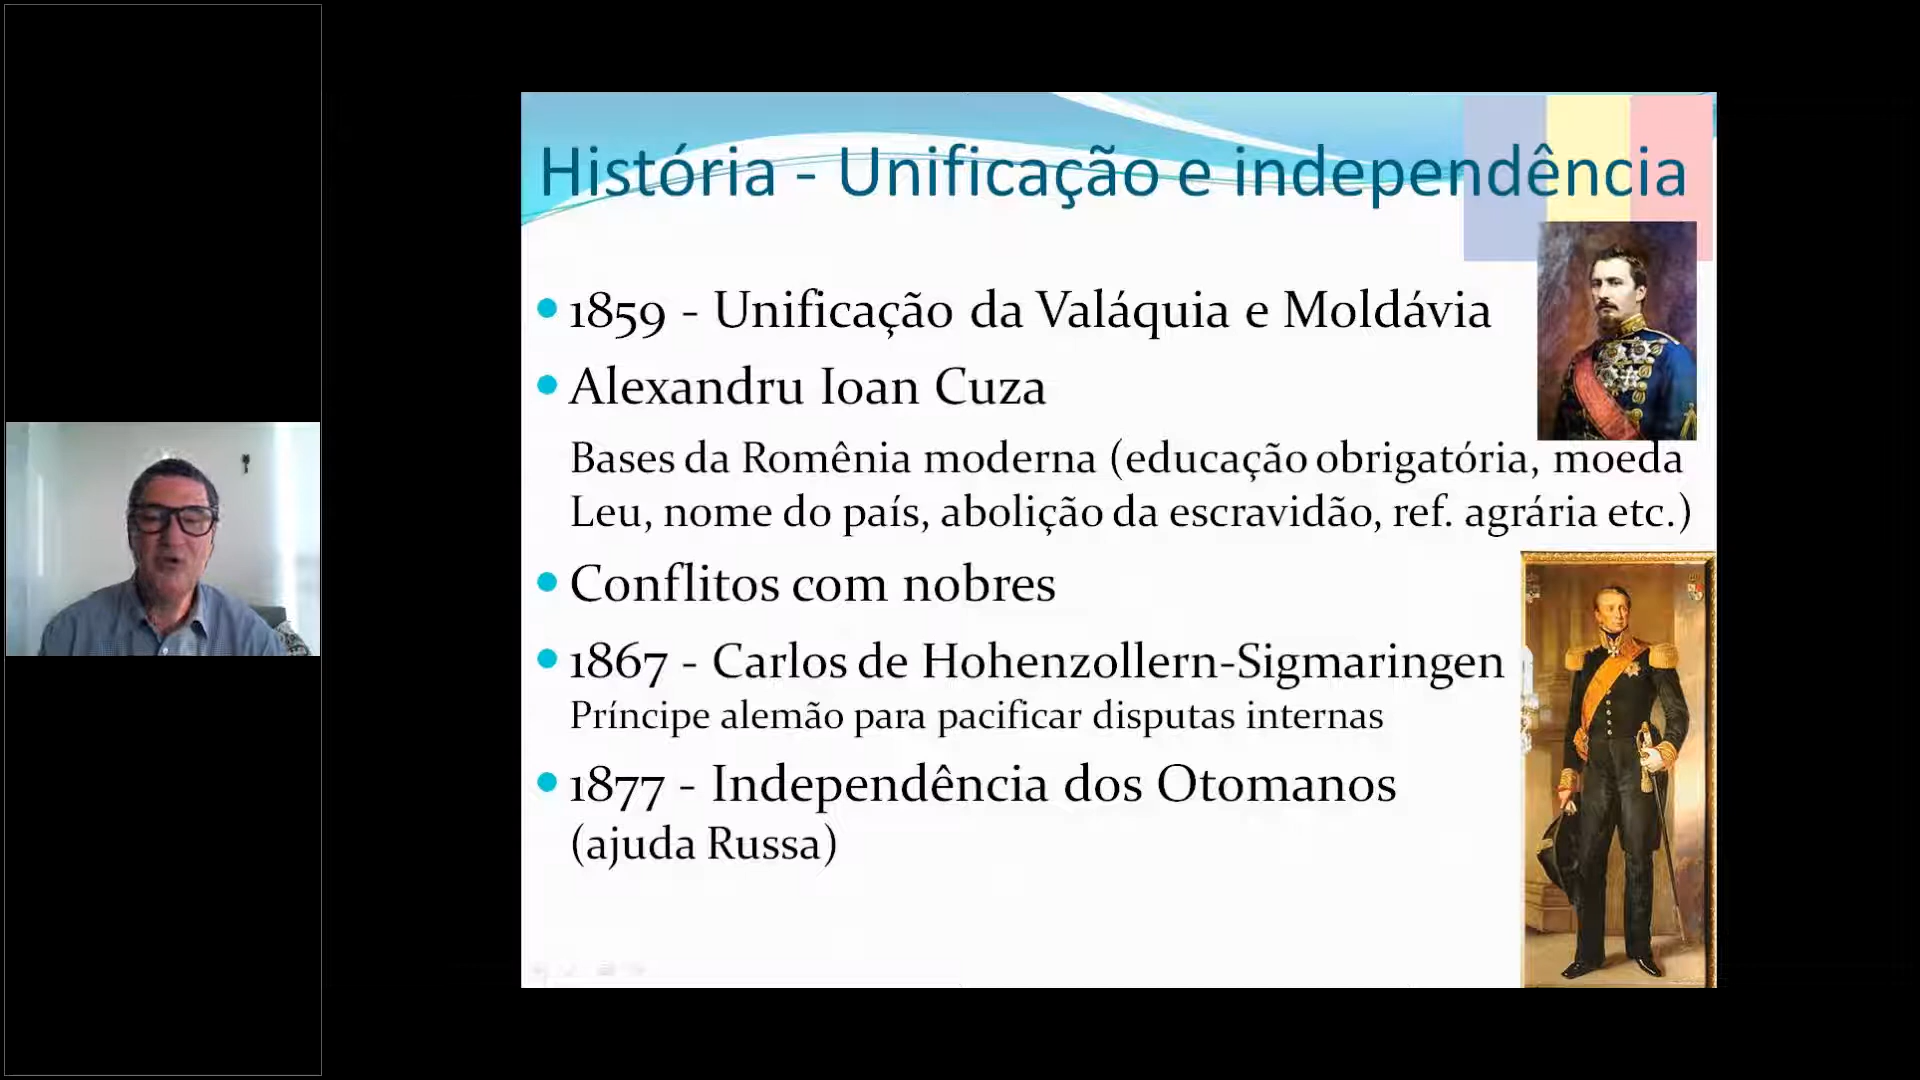 História - Unificação e independência
1859 - Unificação da Valáquia e Moldávia
Alexandru Ioan Cuza
Bases da Romênia moderna (educação obrigatória, moeda
Leu, nome do país, abolição da escravidão, ref. agrária etc.)
Conflitos com nobres
1867 - Carlos de Hohenzollern-Sigmaringen
Príncipe alemão para pacificar disputas internas
1877 - Independência dos Otomanos
(ajuda Russa)